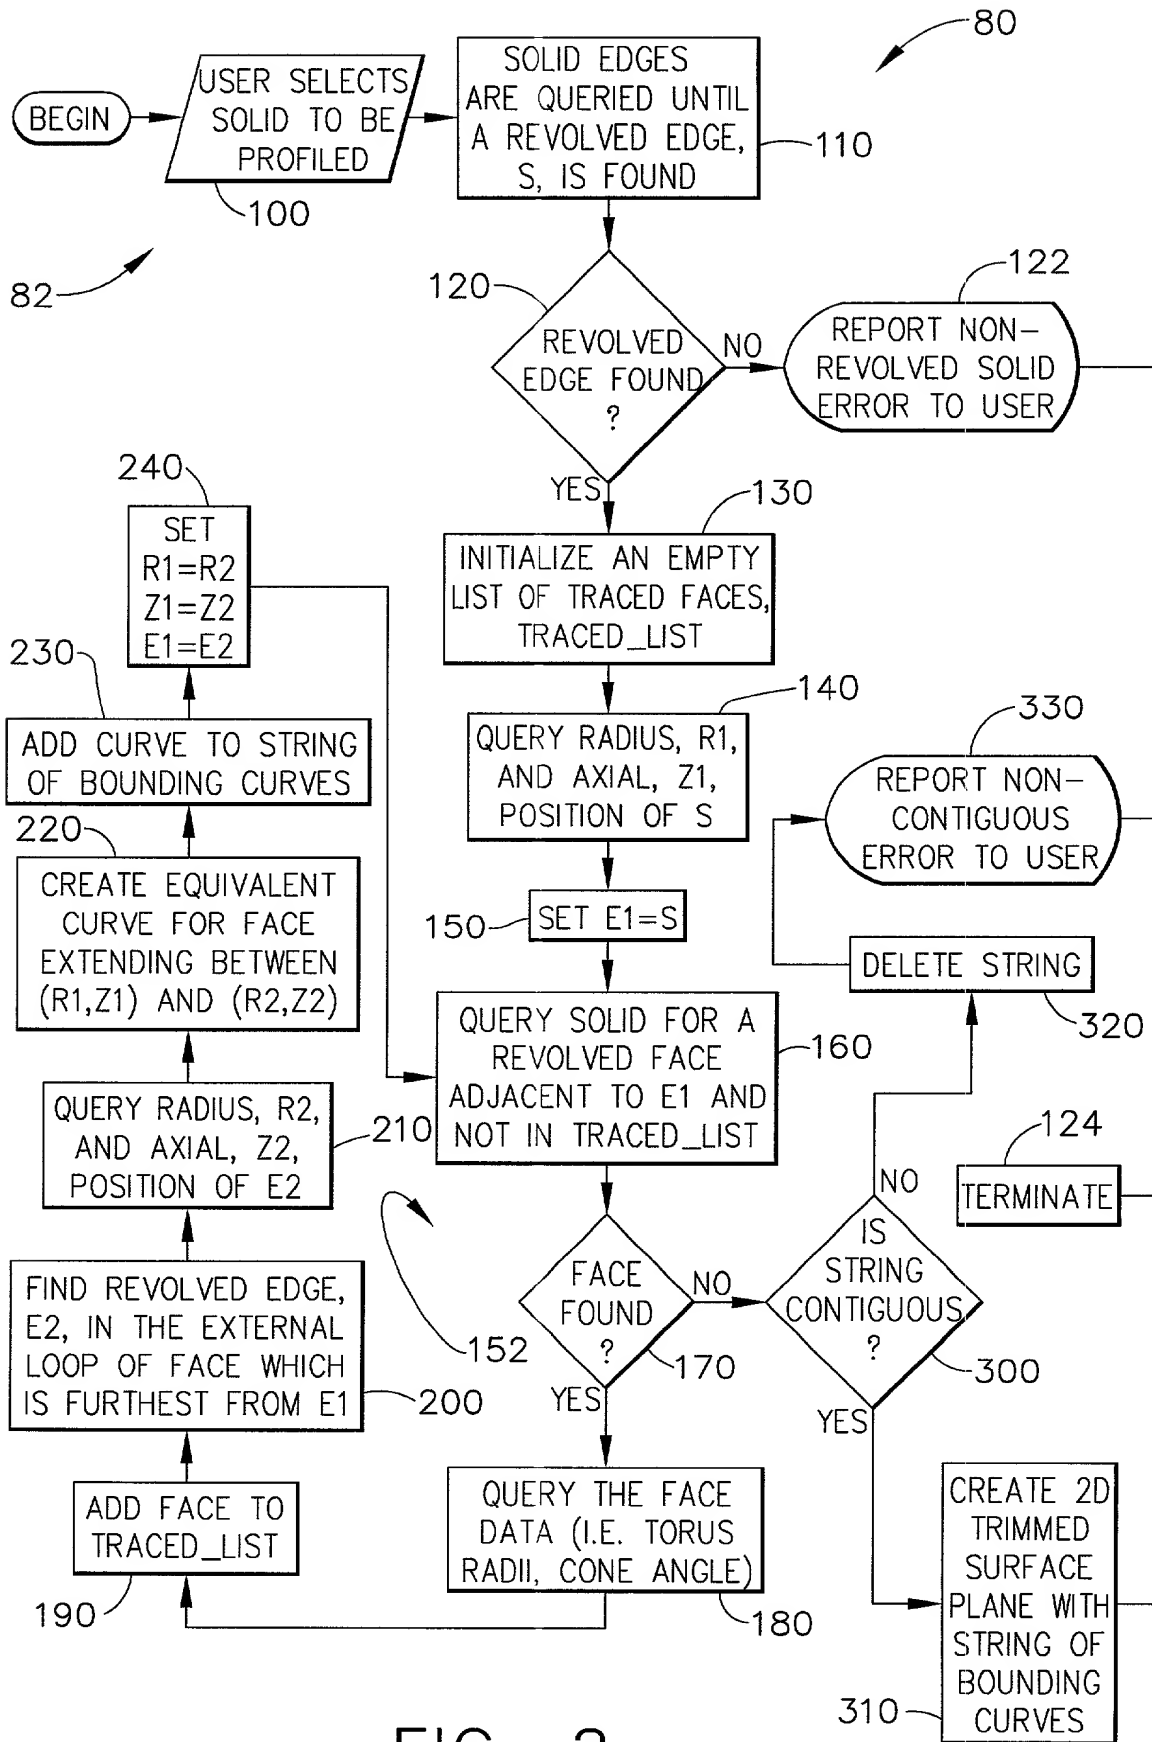 80
BEGIN
USER SELECTS
SOLID TO BE
PROFILED
100
SOLID EDGES
ARE QUERIED UNTIL
A REVOLVED EDGE,
S, IS FOUND
110
82
120
REVOLVED
EDGE FOUND
?
NO
YES
122
REPORT NON-
REVOLVED SOLID
ERROR TO USER
130
INITIALIZE AN EMPTY
LIST OF TRACED FACES,
TRACED_LIST
140
QUERY RADIUS, R1,
AND AXIAL, Z1,
POSITION OF S
150
SET E1=S
160
QUERY SOLID FOR A
REVOLVED FACE
ADJACENT TO E1 AND
NOT IN TRACED_LIST
152
FACE
FOUND
?
170
NO
YES
QUERY THE FACE
DATA (I.E. TORUS
RADII, CONE ANGLE)
180
ADD FACE TO
TRACED_LIST
190
FIND REVOLVED EDGE,
E2, IN THE EXTERNAL
LOOP OF FACE WHICH
IS FURTHEST FROM E1
200
QUERY RADIUS, R2,
AND AXIAL, Z2,
POSITION OF E2
210
220
CREATE EQUIVALENT
CURVE FOR FACE
EXTENDING BETWEEN
(R1,Z1) AND (R2,Z2)
230
ADD CURVE TO STRING
OF BOUNDING CURVES
240
SET
R1=R2
Z1=Z2
E1=E2
IS
STRING
CONTIGUOUS
?
300
NO
YES
DELETE STRING
320
330
REPORT NON-
CONTIGUOUS
ERROR TO USER
124
TERMINATE
CREATE 2D
TRIMMED
SURFACE
PLANE WITH
STRING OF
BOUNDING
CURVES
310